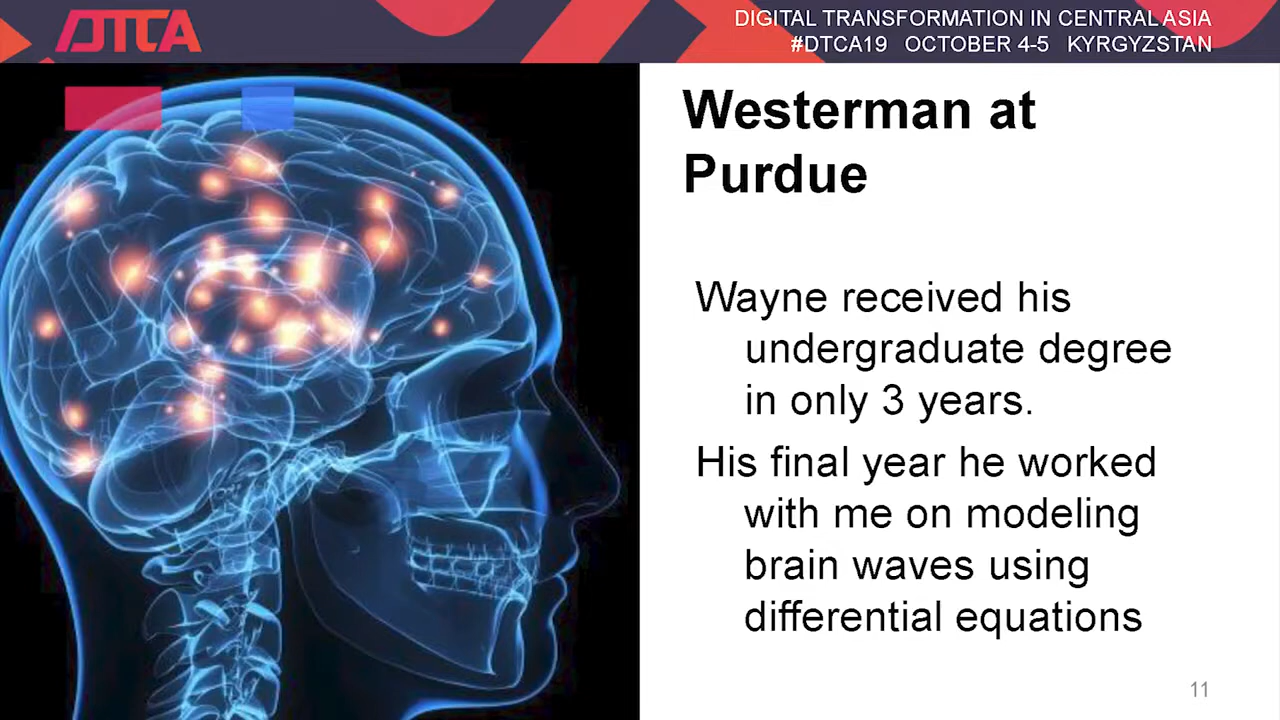 DTCA
DIGITAL TRANSFORMATION IN CENTRAL ASIA
#DTCA19 OCTOBER 4-5 KYRGYZSTAN
Westerman at
Purdue
Wayne received his
undergraduate degree
in only 3 years.
His final year he worked
with me on modeling
brain waves using
differential equations
11